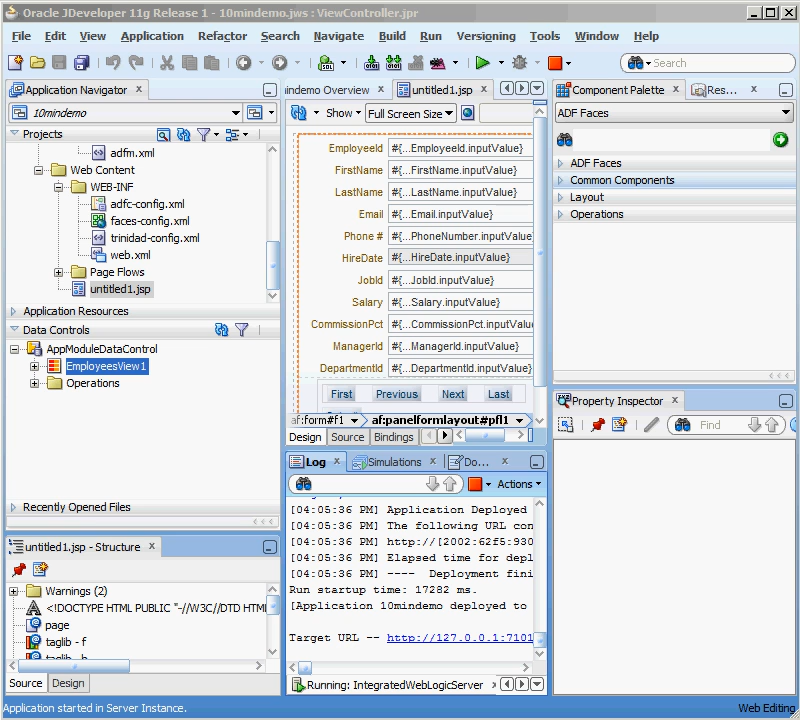 Oracle JDeveloper 11g Release 1 - 10mindemo.jws : ViewController.jpr
File Edit View Application Refactor Search Navigate Build Run Versioning Tools Window Help
Search
Application Navigator
10mindemo
Projects
adfm.xml
Web Content
WEB-INF
adfc-config.xml
faces-config.xml
trinidad-config.xml
web.xml
Page Flows
untitled1.jsp
Application Resources
Data Controls
AppModuleDataControl
EmployeesView1
Operations
Recently Opened Files
untitled1.jsp - Structure
Warnings (2)
<!DOCTYPE HTML PUBLIC "-//W3C//DTD HTM
page
taglib - f
taglib - h
Source Design
indemo Overview untitled1.jsp
Show Full Screen Size
EmployeeId #{...EmployeeId.inputValue}
FirstName #{...FirstName.inputValue}
LastName #{...LastName.inputValue}
Email #{...Email.inputValue}
Phone # #{...PhoneNumber.inputValue
HireDate #{...HireDate.inputValue}
JobId #{...JobId.inputValue}
Salary #{...Salary.inputValue}
CommissionPct #{...CommissionPct.inputValue
ManagerId #{...ManagerId.inputValue}
DepartmentId #{...DepartmentId.inputValue}
First Previous Next Last
af:form#f1 af:panelformlayout#pfl1
Design Source Bindings
Log Simulations Do...
Actions
[04:05:36 PM] Application Deployed
[04:05:36 PM] The following URL con
[04:05:36 PM] http://[2002:62f5:930
[04:05:36 PM] Elapsed time for depl
[04:05:36 PM] ---- Deployment fini
Run startup time: 17282 ms.
[Application 10mindemo deployed to
Target URL -- http://127.0.0.1:7101
Running: IntegratedWebLogicServer
Component Palette Res...
ADF Faces
ADF Faces
Common Components
Layout
Operations
Property Inspector
Find
Application started in Server Instance.
Web Editing